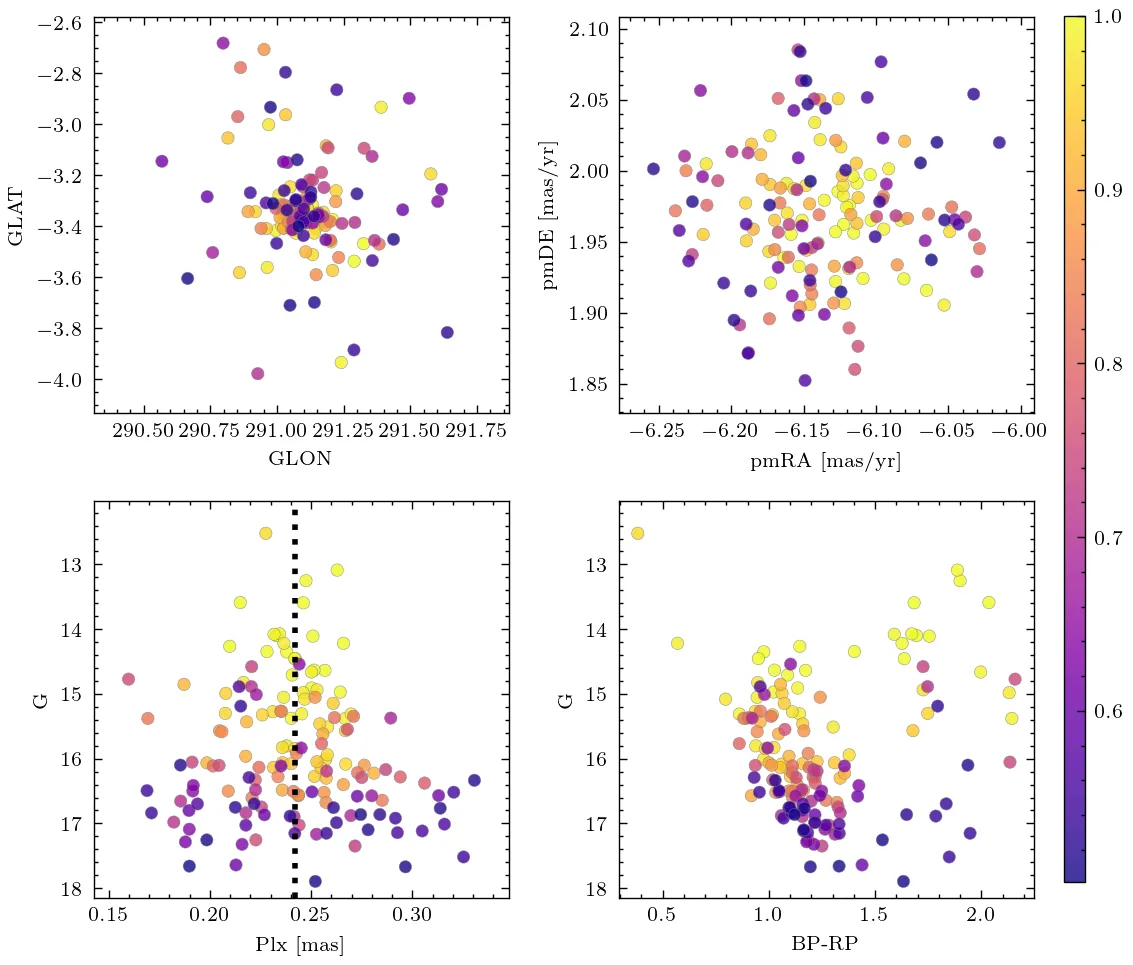 −2.6
−2.8
−3.0
−3.2
−3.4
−3.6
−3.8
−4.0
GLAT
290.50 290.75 291.00 291.25 291.50 291.75
GLON
2.10
2.05
2.00
1.95
1.90
1.85
pmDE [mas/yr]
−6.25 −6.20 −6.15 −6.10 −6.05 −6.00
pmRA [mas/yr]
1.0
0.9
0.8
0.7
0.6
13
14
15
16
17
18
G
0.15 0.20 0.25 0.30
Plx [mas]
13
14
15
16
17
18
G
0.5 1.0 1.5 2.0
BP-RP